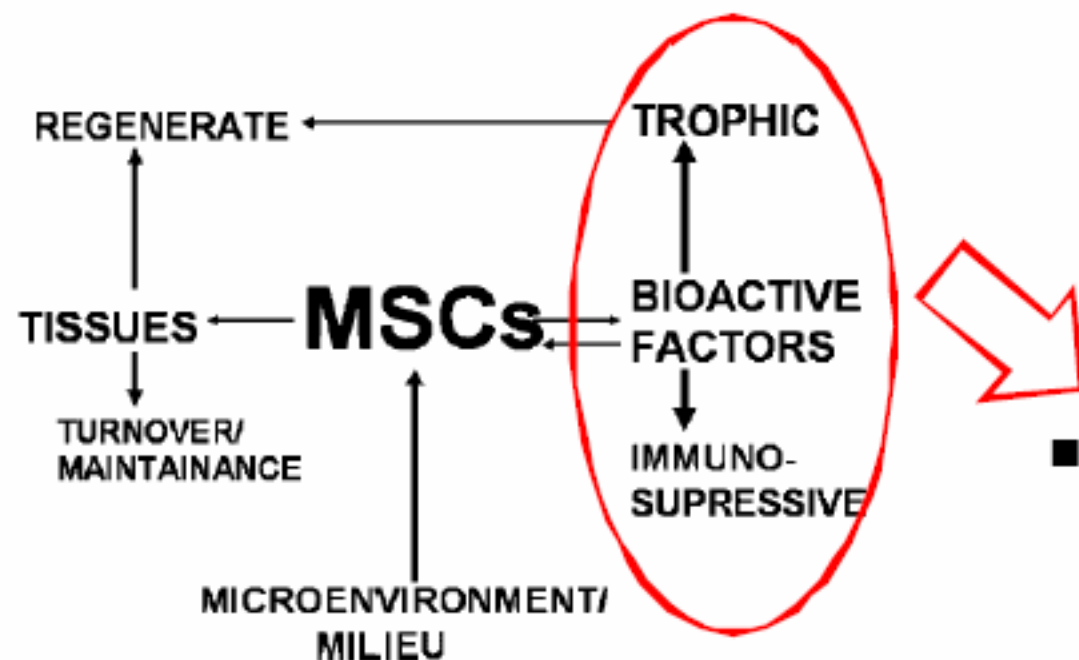 REGENERATE
TROPHIC
TISSUES
MSCs
BIOACTIVE
FACTORS
TURNOVER/
MAINTAINANCE
IMMUNO-
SUPRESSIVE
MICROENVIRONMENT/
MILIEU